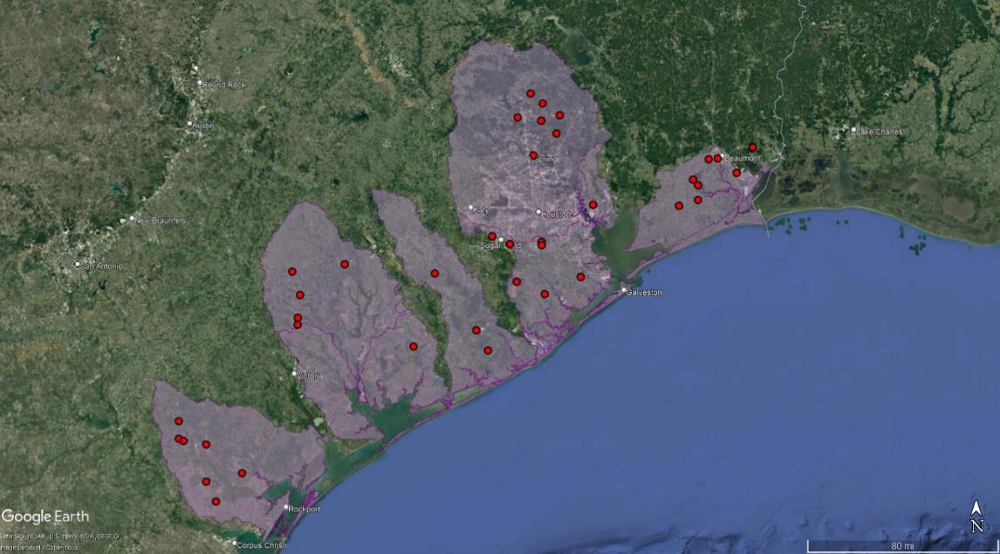 Round Rock
Austin
Lake Charles
Spring
Beaumont
Katy
Houston
New Braunfels
Sugar Land
San Antonio
Galveston
Victoria
Rockport
Google Earth
Data SIO, NOAA, U.S. Navy, NGA, GEBCO
Image Landsat / Copernicus
Corpus Christi
N
80 mi